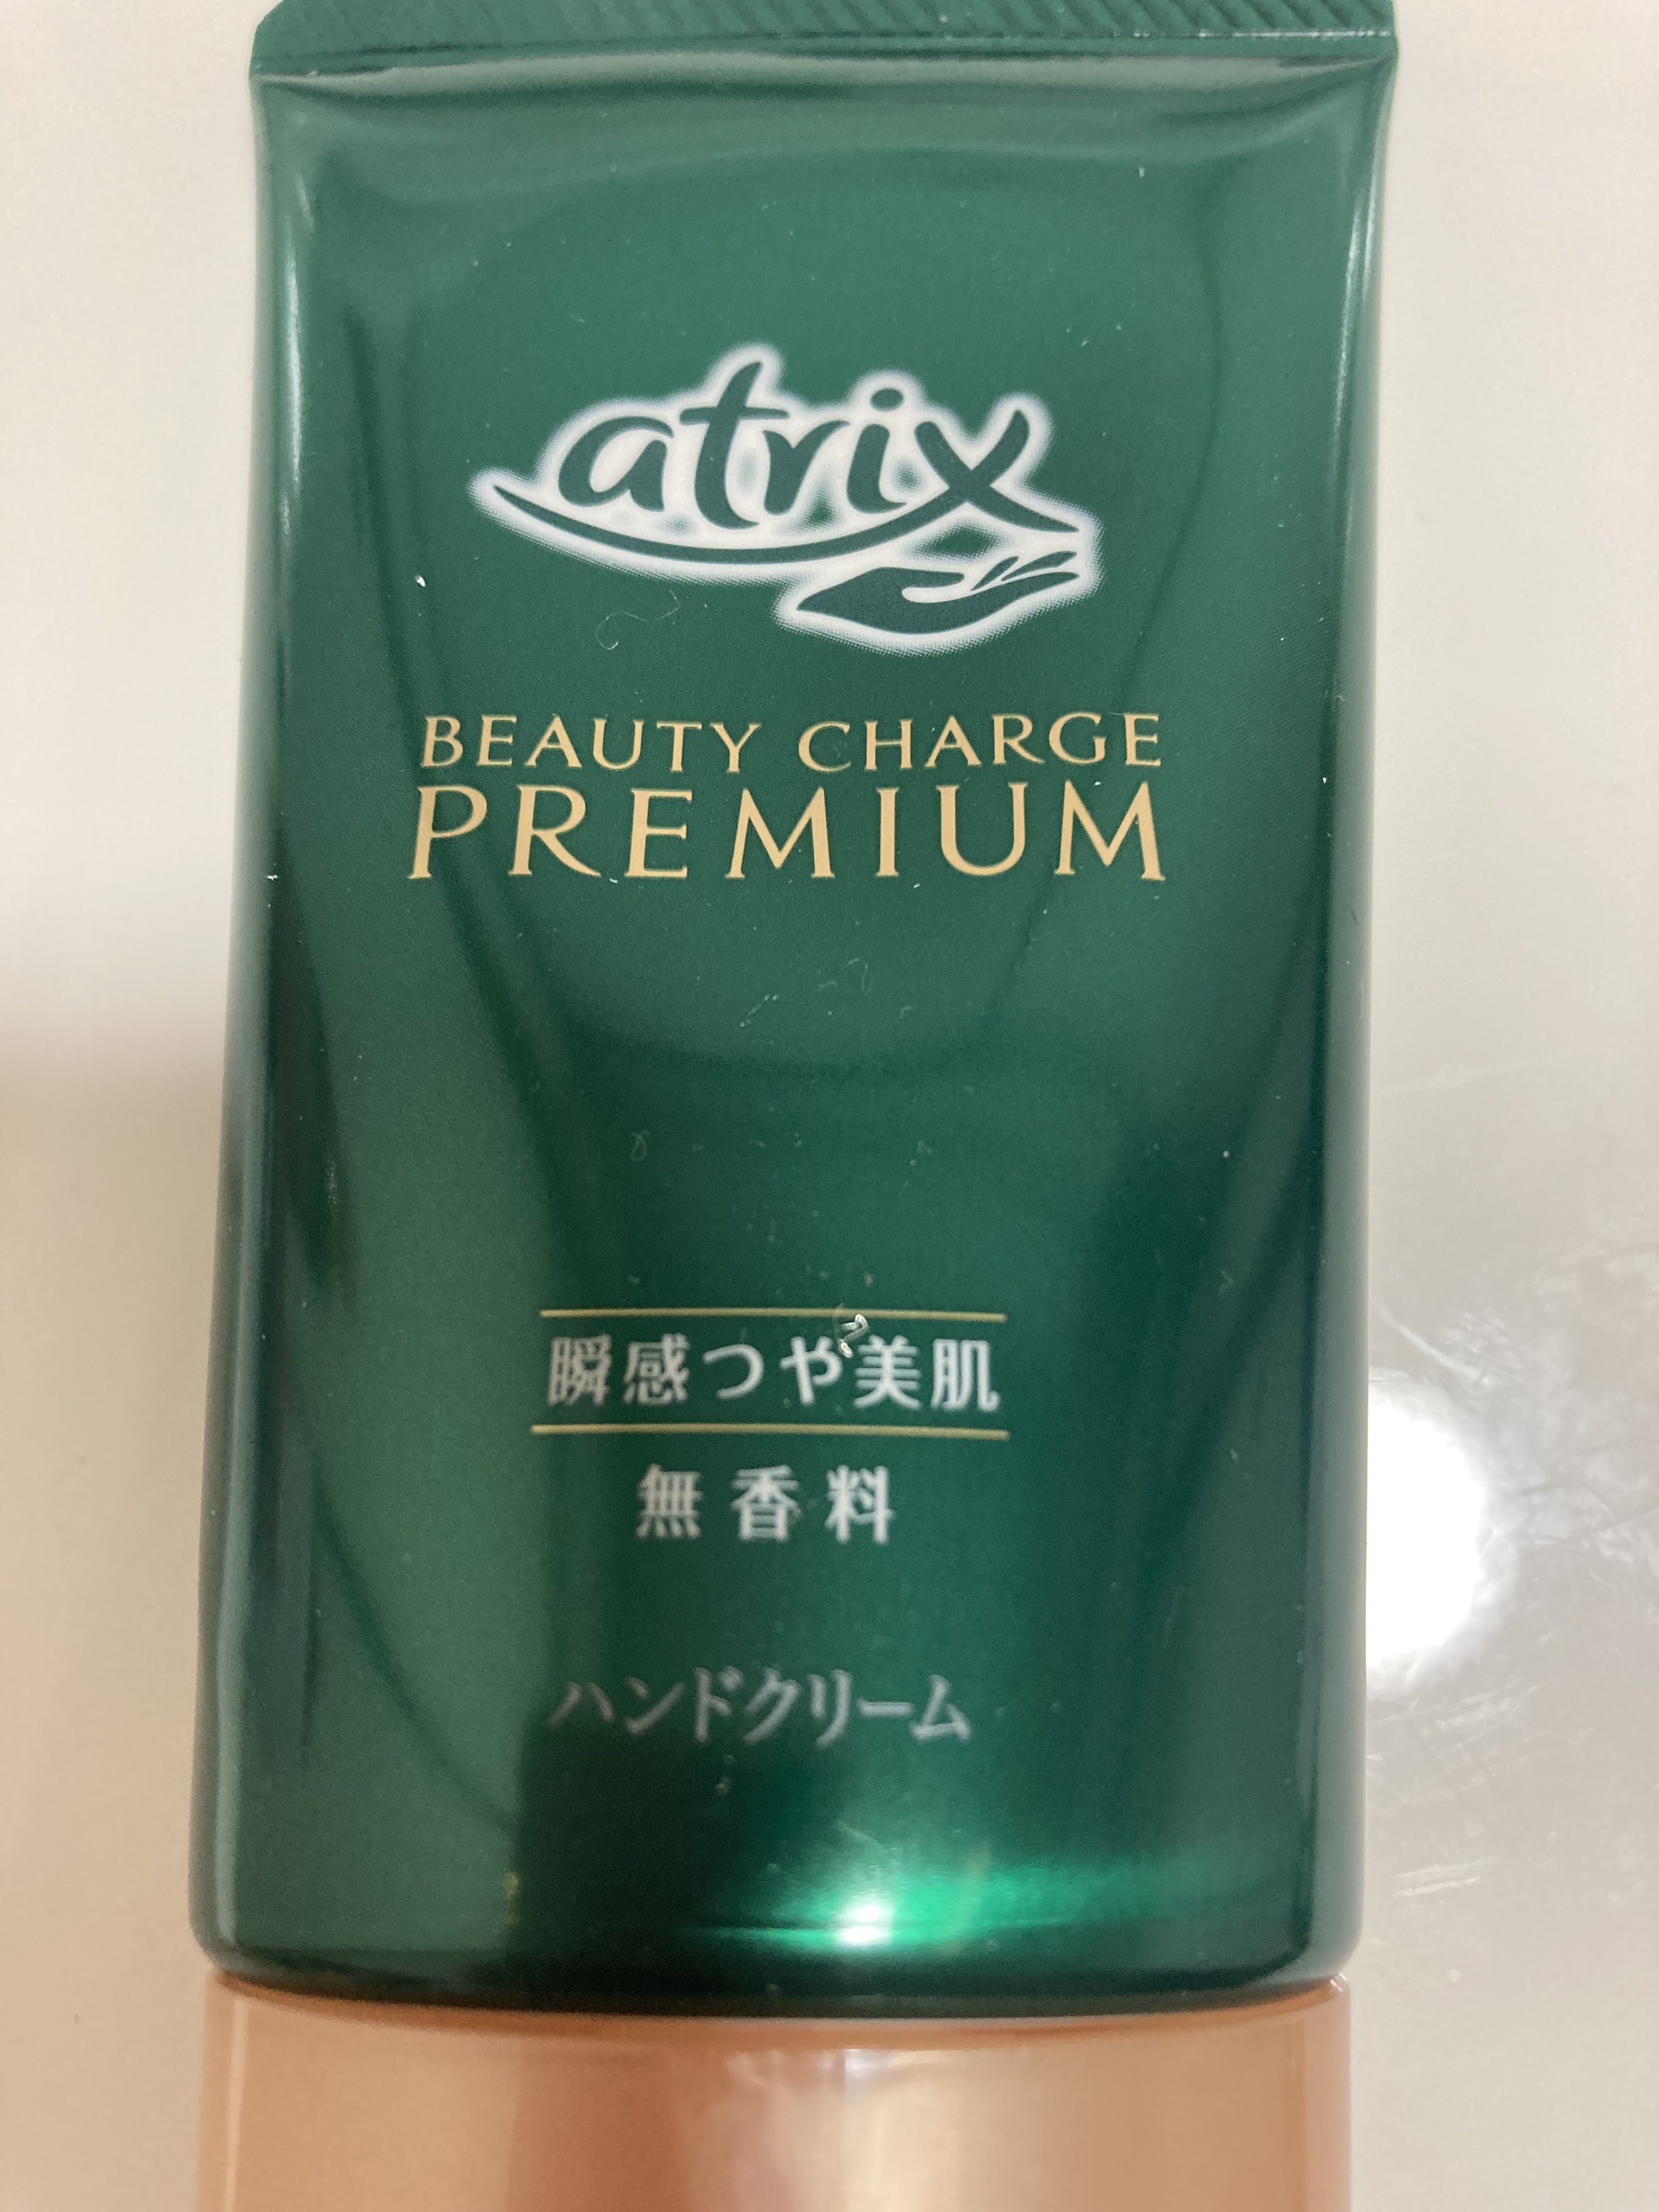 atrix
BEAUTY CHARGE
PREMIUM
瞬感つや美肌
無香料
ハンドクリーム